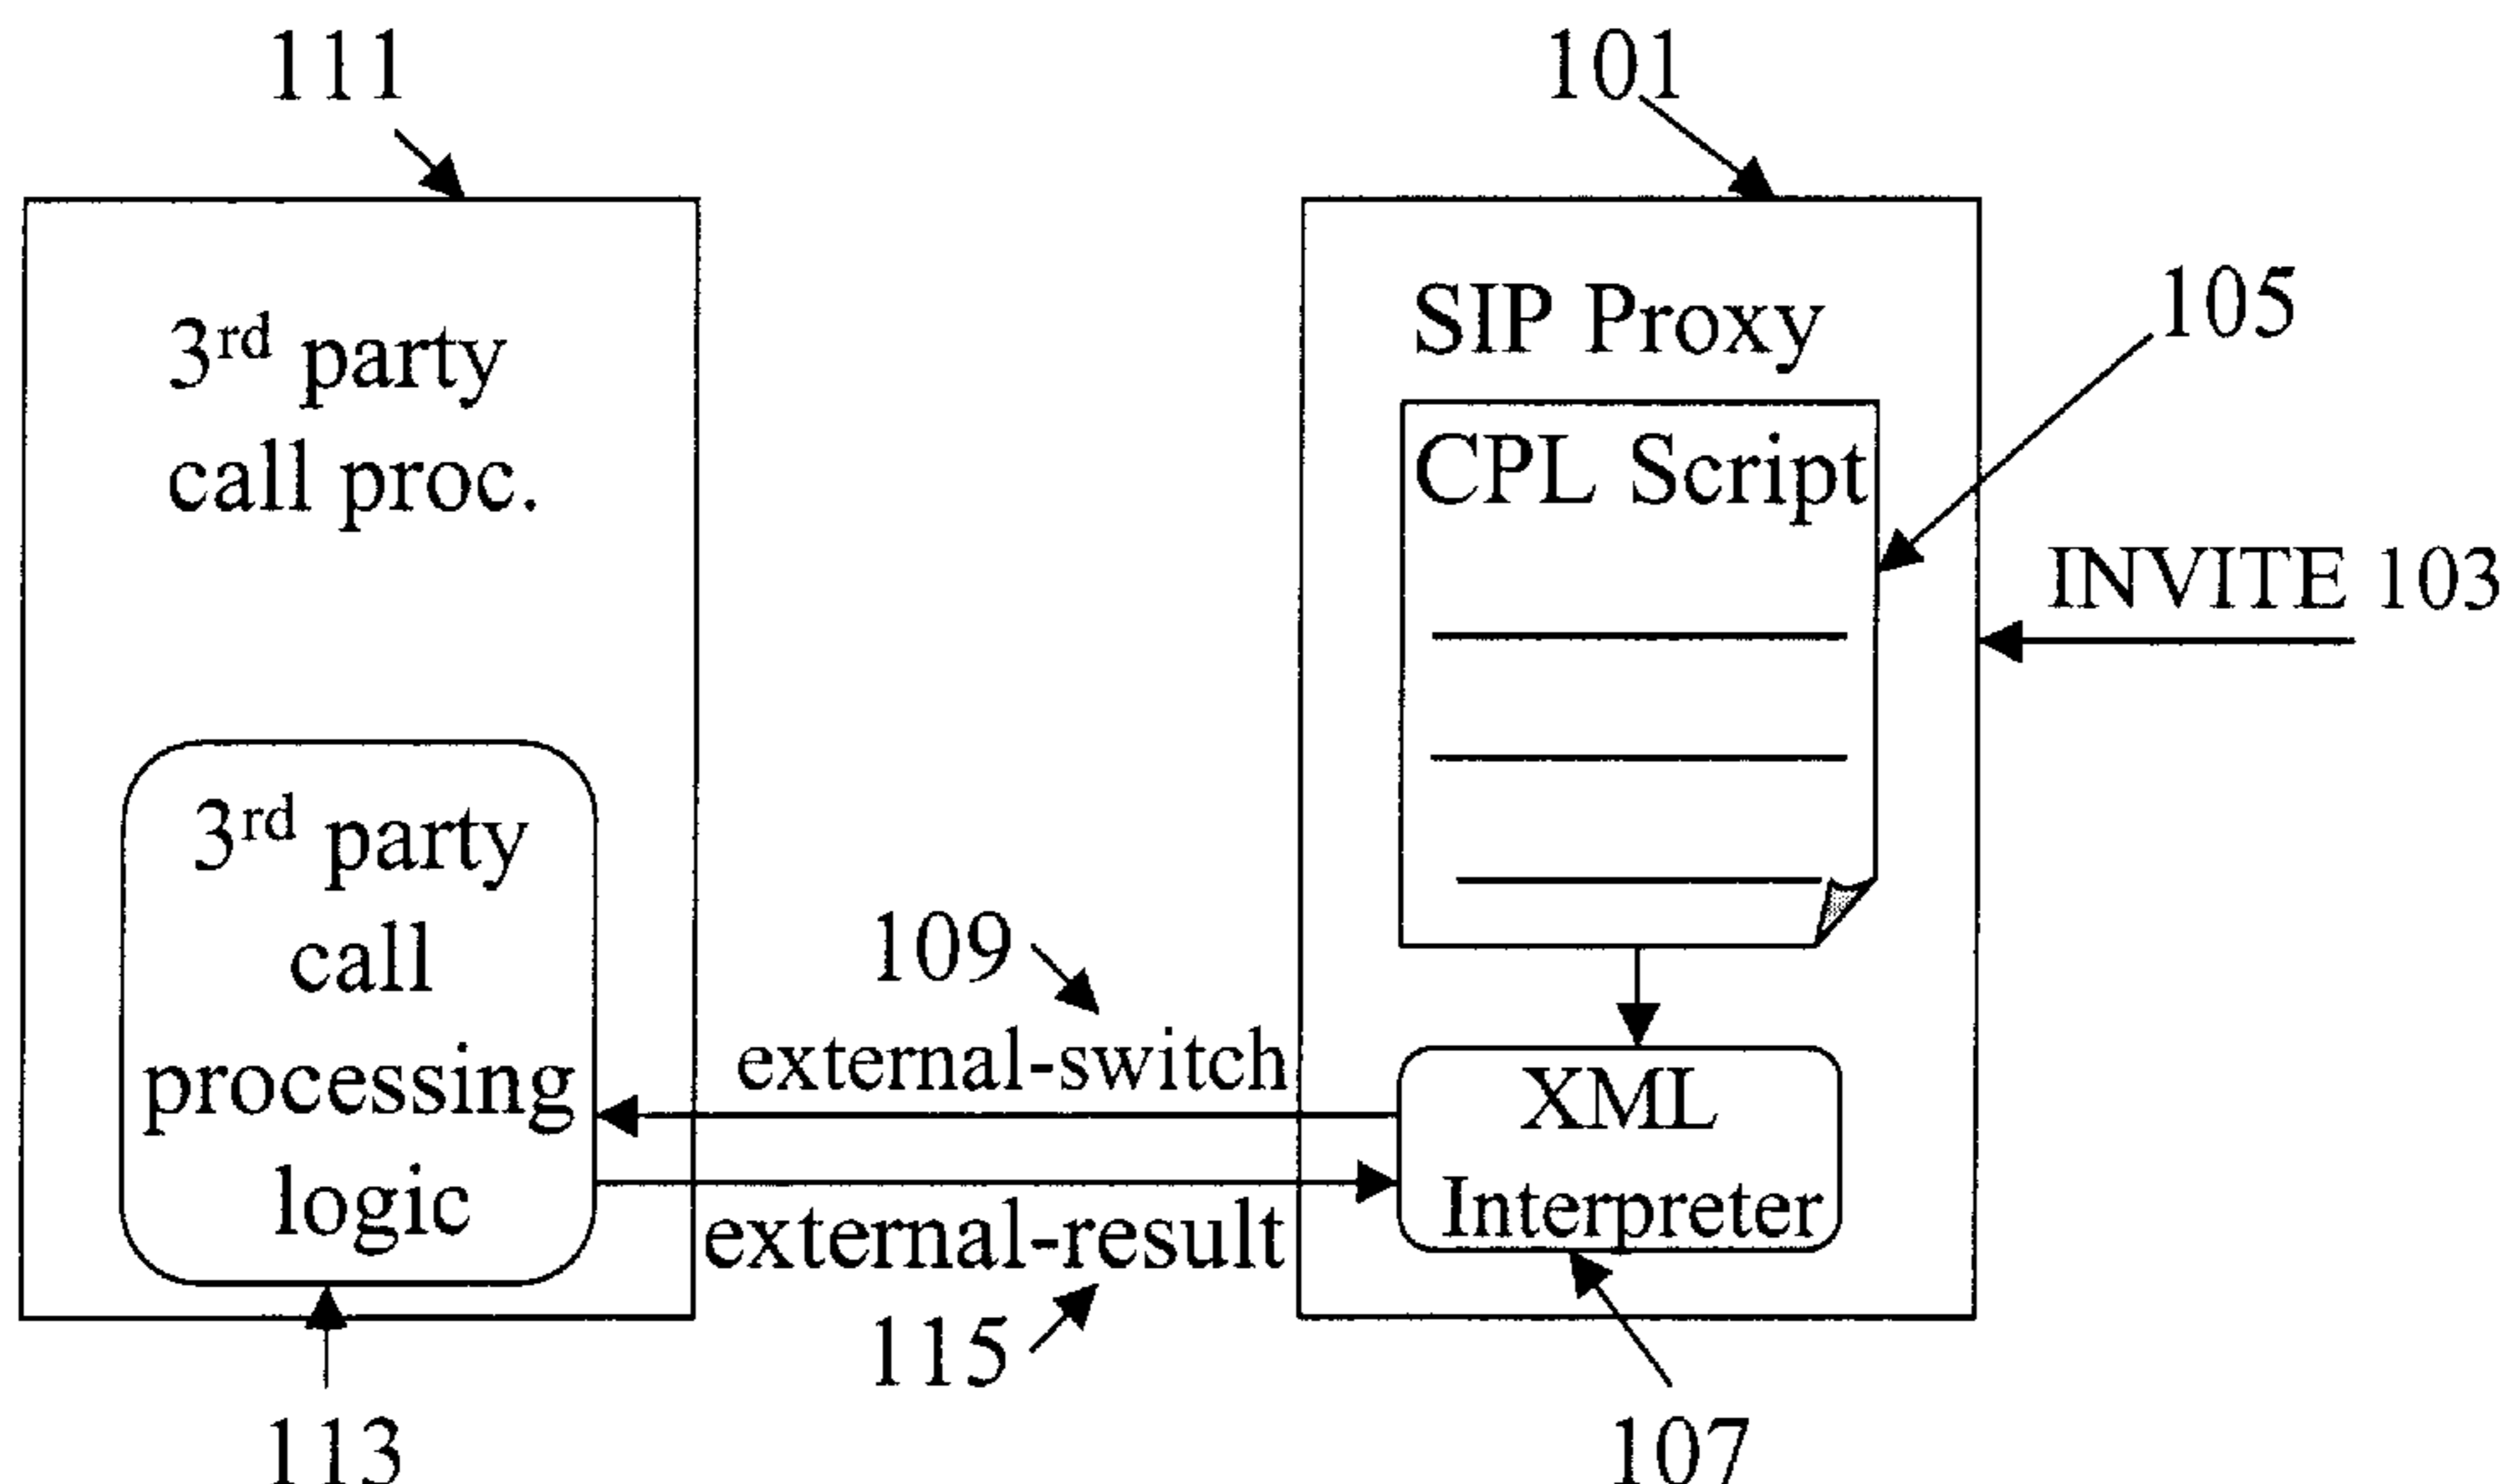 111
101
3rd party
call proc.
SIP Proxy
105
CPL Script
INVITE 103
3rd party
call
processing
logic
109
external-switch
XML
Interpreter
external-result
115
113
107